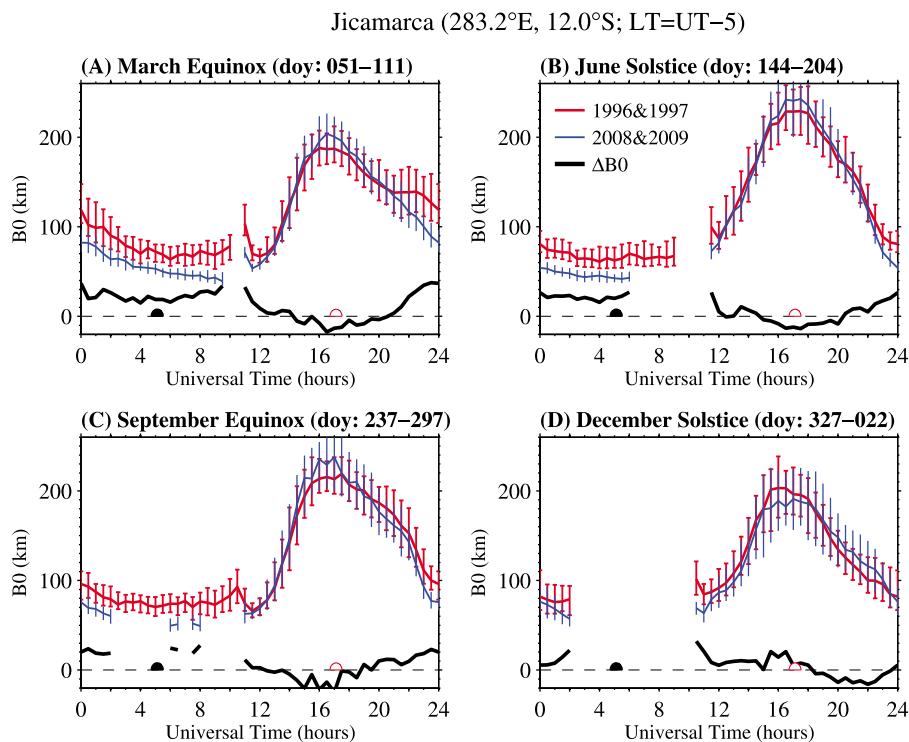 Jicamarca (283.2°E, 12.0°S; LT=UT−5)
(A) March Equinox (doy: 051−111)
(B) June Solstice (doy: 144−204)
B0 (km)
200
100
0
0 4 8 12 16 20 24
Universal Time (hours)
B0 (km)
200
100
0
1996&1997
2008&2009
ΔB0
0 4 8 12 16 20 24
Universal Time (hours)
(C) September Equinox (doy: 237−297)
(D) December Solstice (doy: 327−022)
B0 (km)
200
100
0
0 4 8 12 16 20 24
Universal Time (hours)
B0 (km)
200
100
0
0 4 8 12 16 20 24
Universal Time (hours)